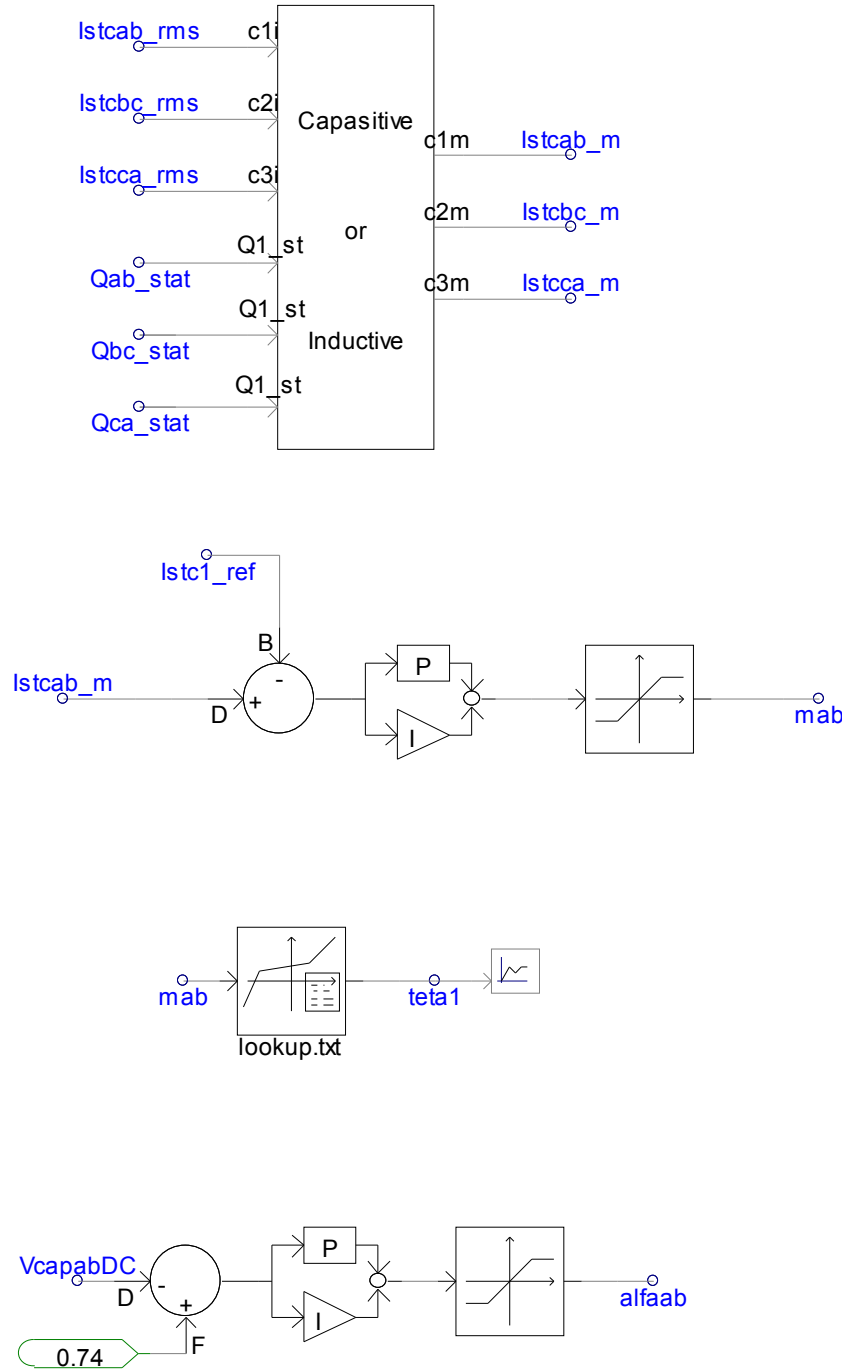 Istcab_rms
c1i
Istcbc_rms
c2i
Capasitive
c1m
Istcab_m
Istcca_rms
c3i
c2m
Istcbc_m
or
Q1_st
Qab_stat
c3m
Istcca_m
Q1_st
Qbc_stat
Inductive
Q1_st
Qca_stat
Istc1_ref
B
-
P
Istcab_m
D
+
mab
I
mab
teta1
lookup.txt
P
VcapabDC
D
-
+
alfaab
I
F
0.74